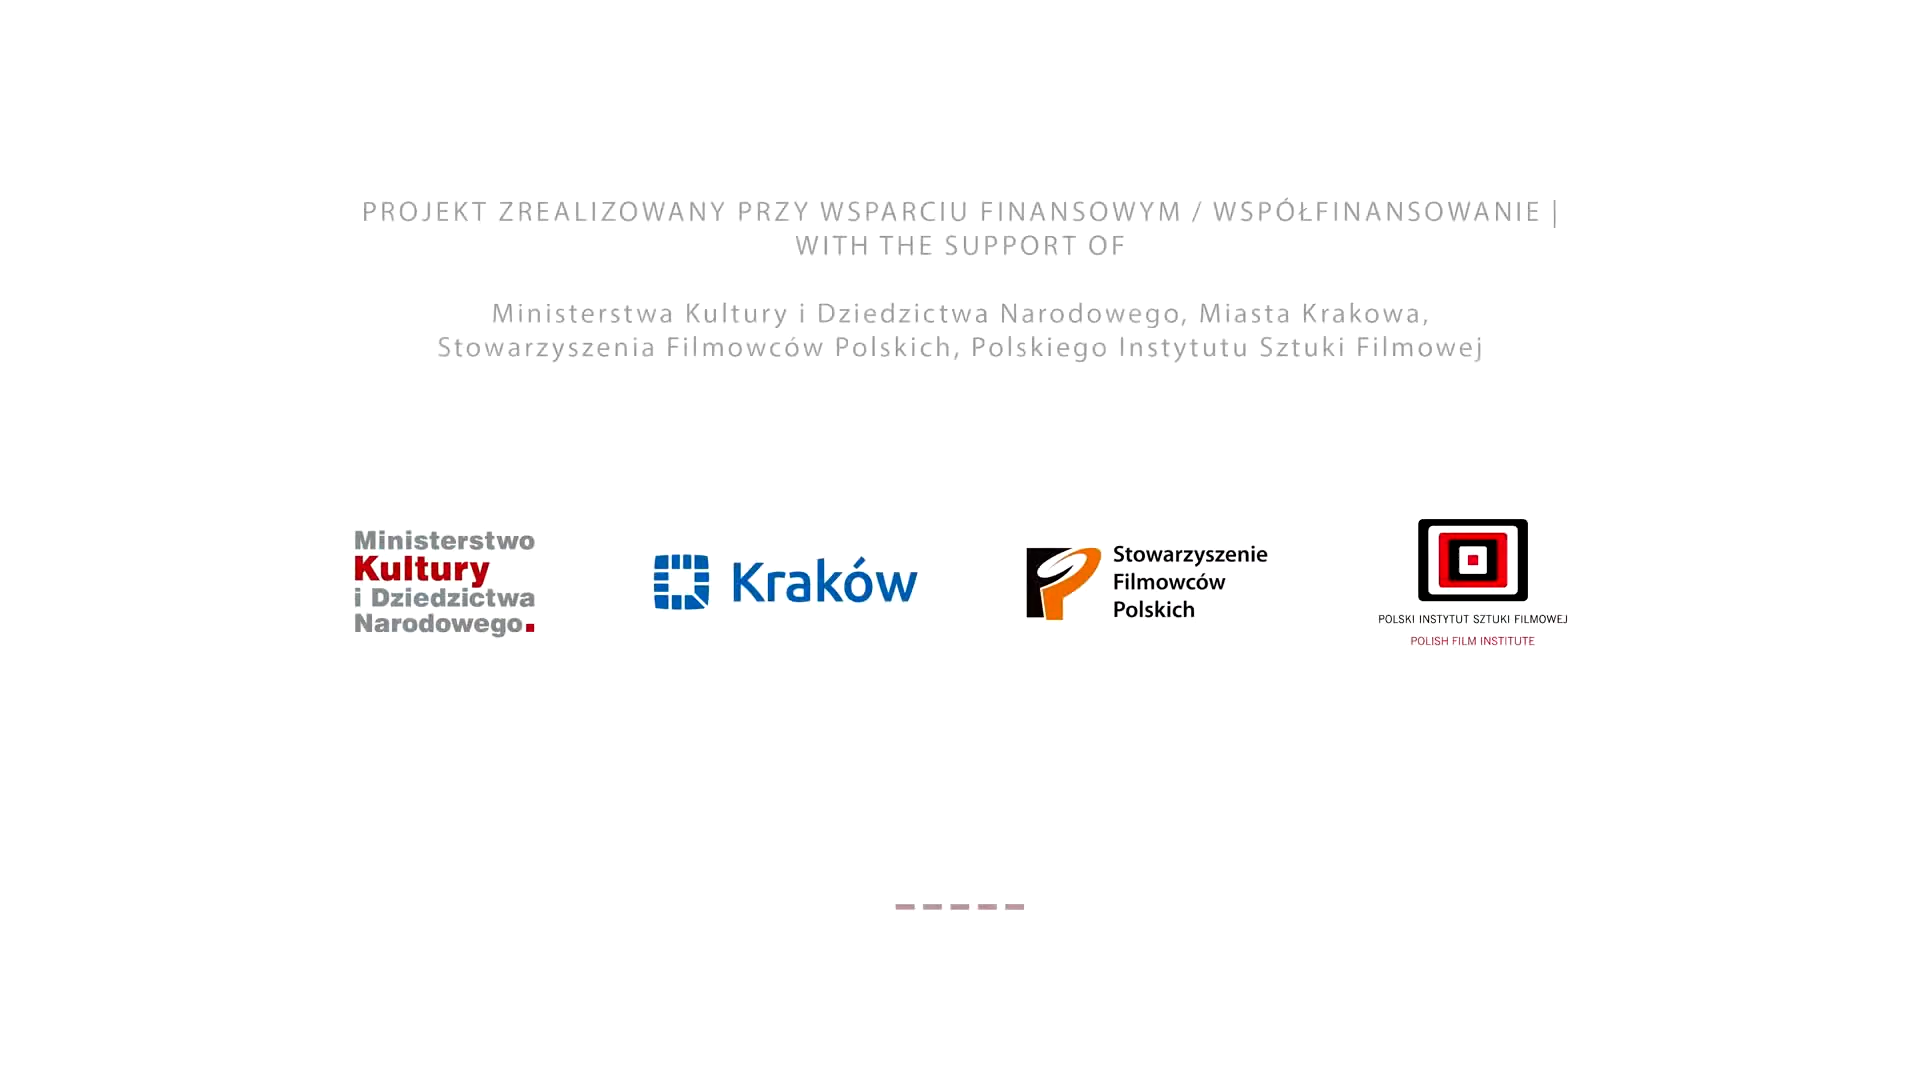 PROJEKT ZREALIZOWANY PRZY WSPARCIU FINANSOWYM / WSPÓŁFINANSOWANIE |
WITH THE SUPPORT OF
Ministerstwa Kultury i Dziedzictwa Narodowego, Miasta Krakowa,
Stowarzyszenia Filmowców Polskich, Polskiego Instytutu Sztuki Filmowej
Ministerstwo
Kultury
i Dziedzictwa
Narodowego
Kraków
Stowarzyszenie
Filmowców
Polskich
POLSKI INSTYTUT SZTUKI FILMOWEJ
POLISH FILM INSTITUTE